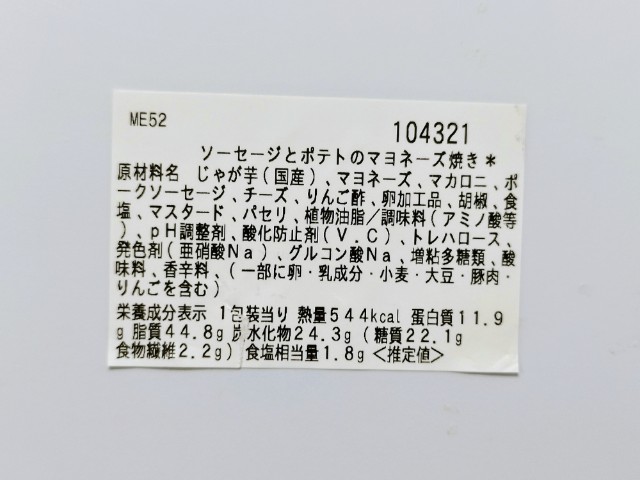 ME52
104321
ソーセージとポテトのマヨネーズ焼き*
原材料名 じゃが芋(国産)、マヨネーズ、マカロニ、ポ
ークソーセージ、チーズ、りんご酢、卵加工品、胡椒、食
塩、マスタード、パセリ、植物油脂/調味料(アミノ酸等
)、pH調整剤、酸化防止剤(V.C)、トレハロース、
発色剤(亜硝酸Na)、グルコン酸Na、増粘多糖類、酸
味料、香辛料、(一部に卵・乳成分・小麦・大豆・豚肉・
りんごを含む)
栄養成分表示 1包装当り 熱量544kcal 蛋白質11.9
g 脂質44.8g 炭水化物24.3g (糖質22.1g
食物繊維2.2g) 食塩相当量1.8g <推定値>